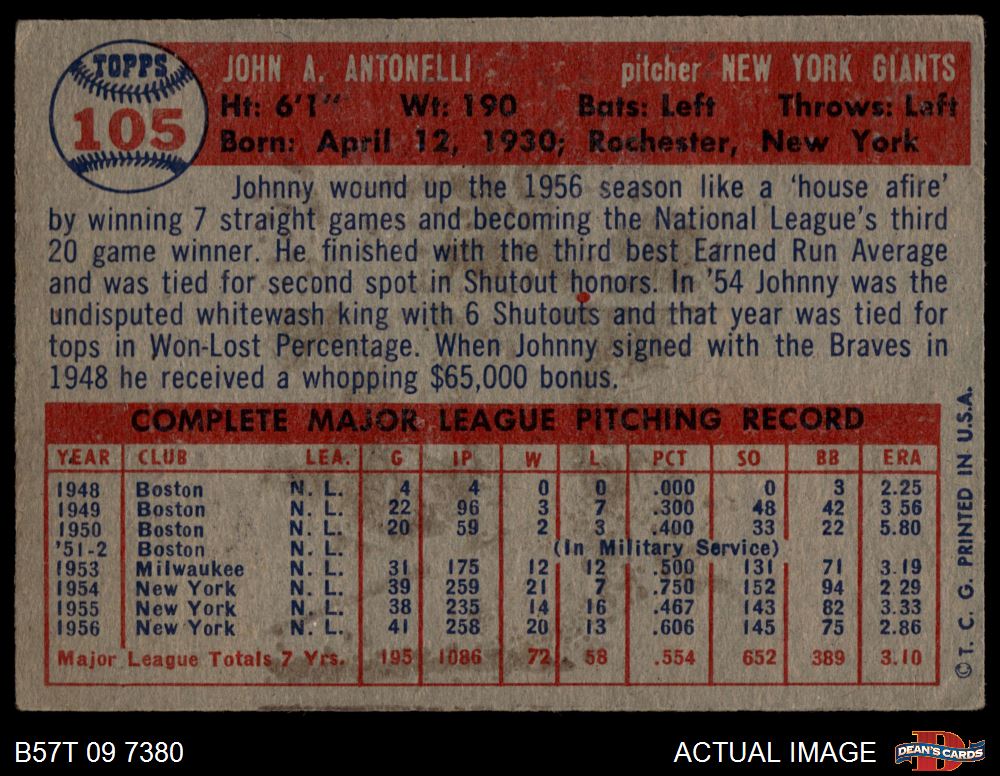 TOPPS
105
JOHN A. ANTONELLI pitcher NEW YORK GIANTS
Ht: 6'1" Wt: 190 Bats: Left Throws: Left
Born: April 12, 1930; Rochester, New York
Johnny wound up the 1956 season like a 'house afire'
by winning 7 straight games and becoming the National League's third
20 game winner. He finished with the third best Earned Run Average
and was tied for second spot in Shutout honors. In '54 Johnny was the
undisputed whitewash king with 6 Shutouts and that year was tied for
tops in Won-Lost Percentage. When Johnny signed with the Braves in
1948 he received a whopping $65,000 bonus.
COMPLETE MAJOR LEAGUE PITCHING RECORD
YEAR CLUB LEA. G IP W L PCT SO BB ERA
1948 Boston N. L. 4 4 0 0 .000 0 3 2.25
1949 Boston N. L. 22 96 3 7 .300 48 42 3.56
1950 Boston N. L. 20 59 2 3 .400 33 22 5.80
'51-2 Boston N. L. (In Military Service)
1953 Milwaukee N. L. 31 175 12 12 .500 131 71 3.19
1954 New York N. L. 39 259 21 7 .750 152 94 2.29
1955 New York N. L. 38 235 14 16 .467 143 82 3.33
1956 New York N. L. 41 258 20 13 .606 145 75 2.86
Major League Totals 7 Yrs. 195 1086 72 58 .554 652 389 3.10
© T. C. G. PRINTED IN U.S.A.
B57T 09 7380
ACTUAL IMAGE
D
DEAN'S CARDS